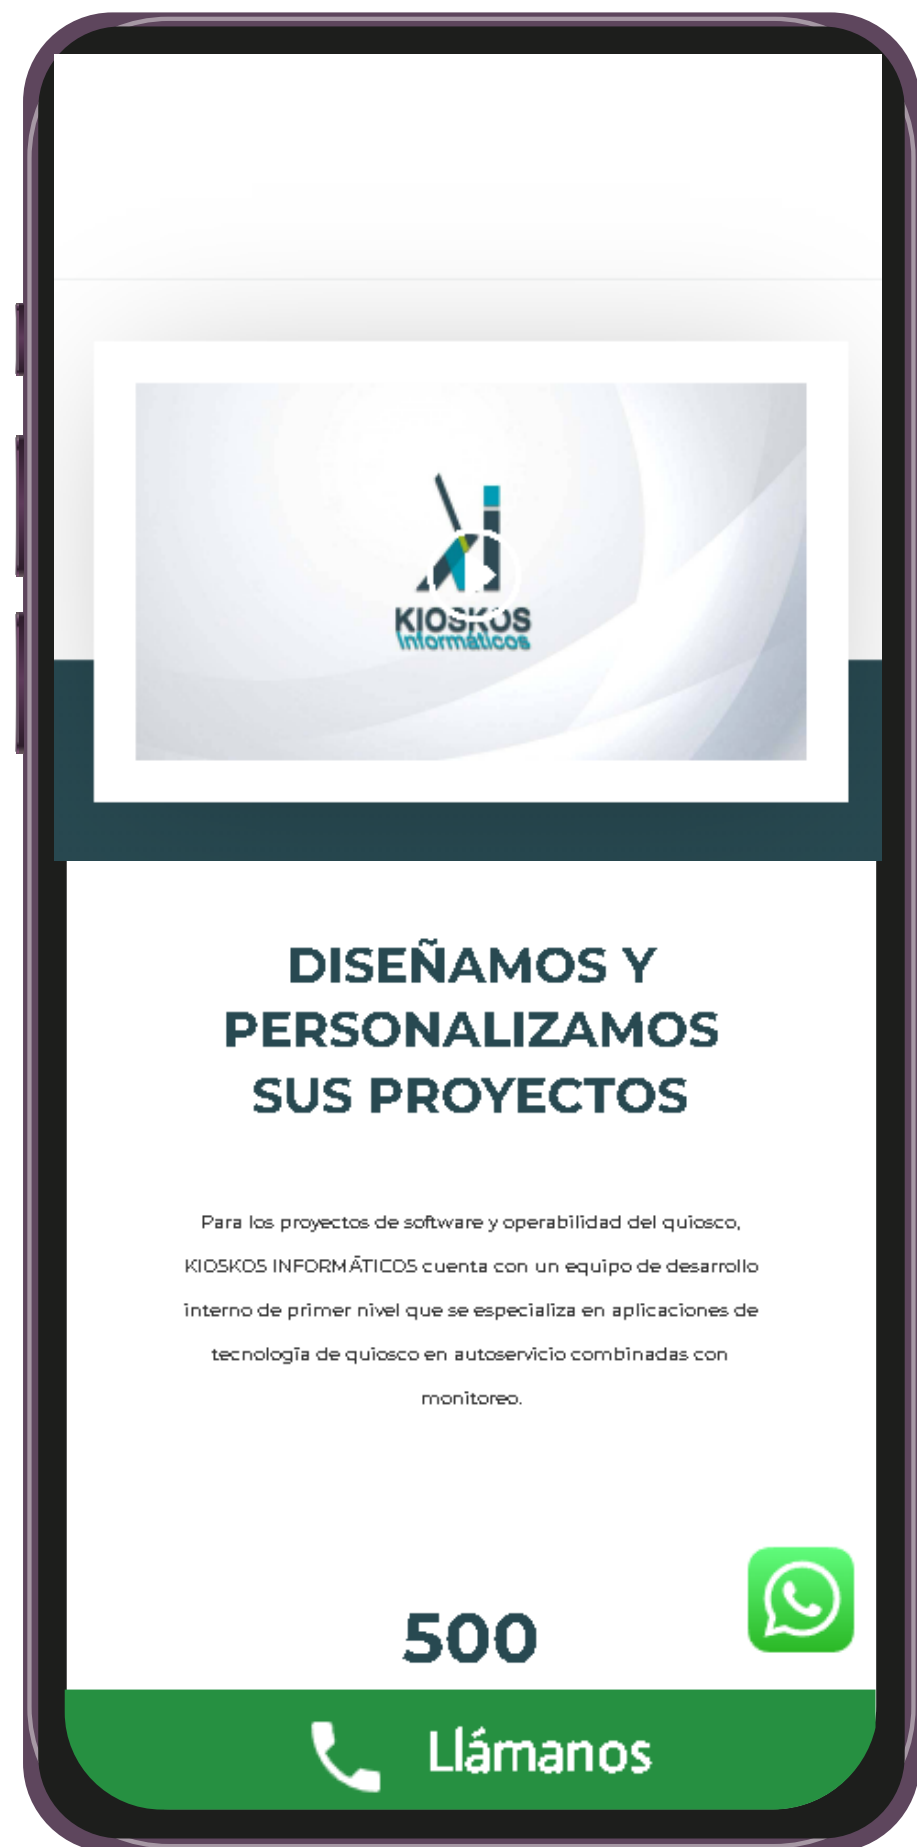 KIOSKOS
Informáticos
DISEÑAMOS Y
PERSONALIZAMOS
SUS PROYECTOS
Para los proyectos de software y operabilidad del quiosco,
KIOSKOS INFORMÁTICOS cuenta con un equipo de desarrollo
interno de primer nivel que se especializa en aplicaciones de
tecnología de quiosco en autoservicio combinadas con
monitoreo.
500
Llámanos